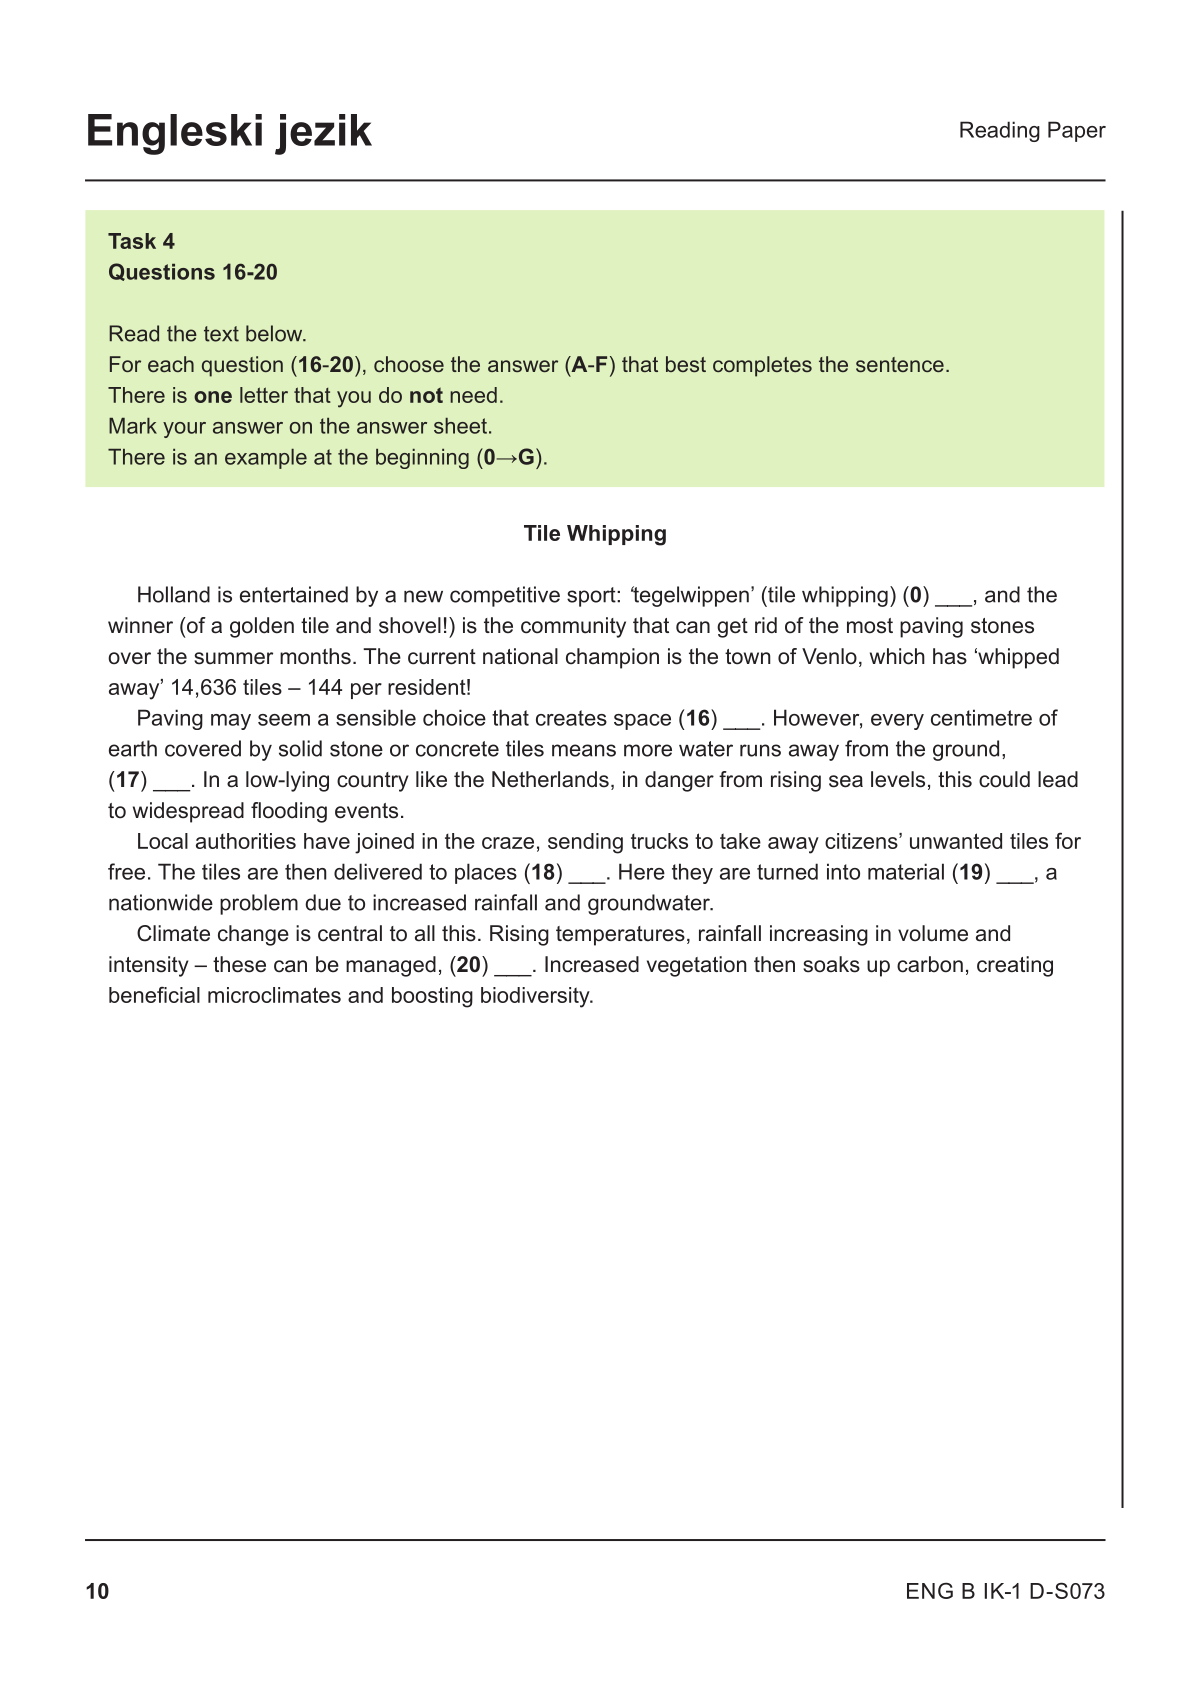 Engleski jezik
Reading Paper
Task 4
Questions 16-20
Read the text below.
For each question (16-20), choose the answer (A-F) that best completes the sentence.
There is one letter that you do not need.
Mark your answer on the answer sheet.
There is an example at the beginning (0→G).
Tile Whipping
Holland is entertained by a new competitive sport: ‘tegelwippen’ (tile whipping) (0) ___, and the
winner (of a golden tile and shovel!) is the community that can get rid of the most paving stones
over the summer months. The current national champion is the town of Venlo, which has ‘whipped
away’ 14,636 tiles – 144 per resident!
Paving may seem a sensible choice that creates space (16) ___. However, every centimetre of
earth covered by solid stone or concrete tiles means more water runs away from the ground,
(17) ___. In a low-lying country like the Netherlands, in danger from rising sea levels, this could lead
to widespread flooding events.
Local authorities have joined in the craze, sending trucks to take away citizens’ unwanted tiles for
free. The tiles are then delivered to places (18) ___. Here they are turned into material (19) ___, a
nationwide problem due to increased rainfall and groundwater.
Climate change is central to all this. Rising temperatures, rainfall increasing in volume and
intensity – these can be managed, (20) ___. Increased vegetation then soaks up carbon, creating
beneficial microclimates and boosting biodiversity.
10
ENG B IK-1 D-S073